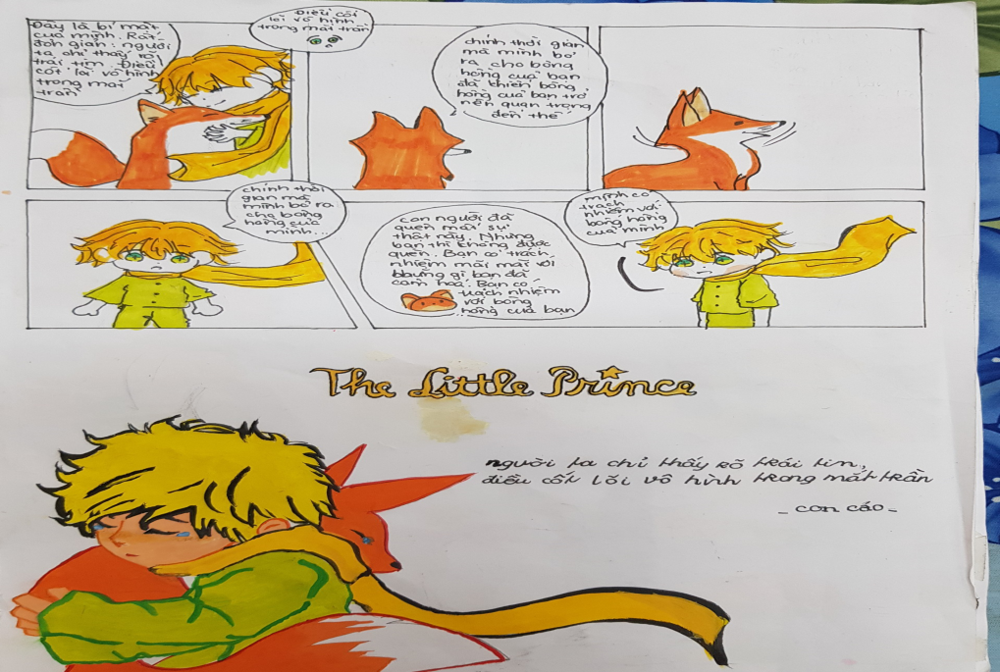 Đây là bí mật
của mình. Rất
đơn giản: người
ta chỉ thấy rõ
trái tim. Điều
cốt lõi vô hình
trong mắt
trần
Điều cốt
lõi vô hình
trong mắt trần
chính thời gian
mà mình bỏ
ra cho bông
hồng của bạn
đã khiến bông
hồng của bạn trở
nên quan trọng
đến thế
chính thời
gian mà
mình bỏ ra
cho bông
hồng của
mình...
con người đã
quên mất sự
thật này. Nhưng
bạn thì không được
quên. Bạn có trách
nhiệm mãi mãi với
những gì bạn đã
cảm hoá. Bạn có
trách nhiệm
với bông
hồng của bạn
mình có
trách
nhiệm với
bông hồng
của mình
The Little Prince
người ta chỉ thấy rõ trái tim,
điều cốt lõi vô hình trong mắt trần
_ con cáo _